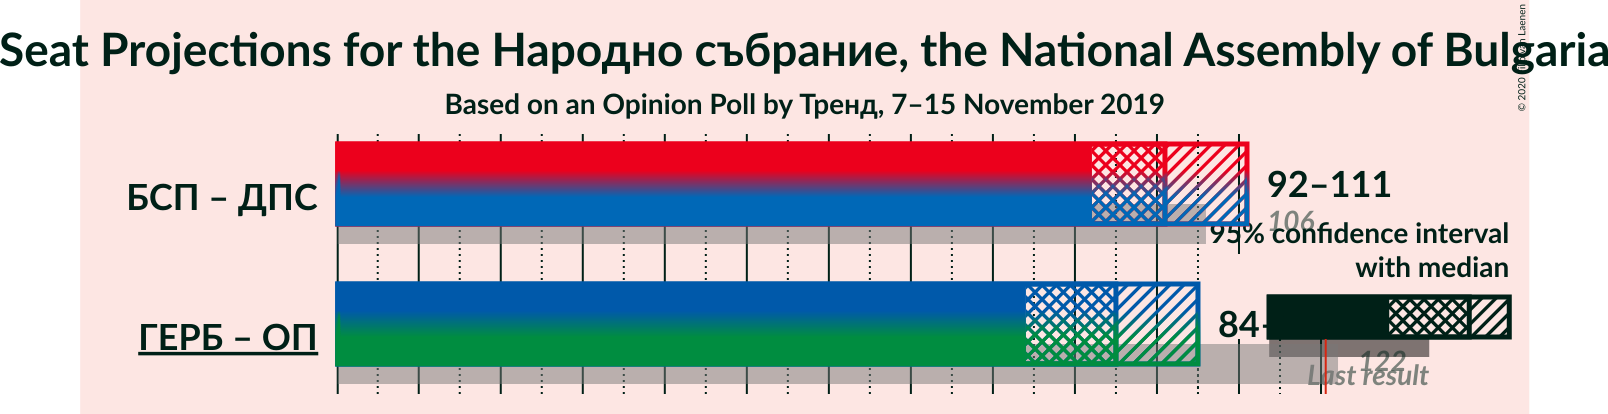 Seat Projections for the Народно събрание, the National Assembly of Bulgaria
Based on an Opinion Poll by Тренд, 7–15 November 2019
БСП – ДПС
92–111
106
95% confidence interval
with median
ГЕРБ – ОП
84–
122
Last result